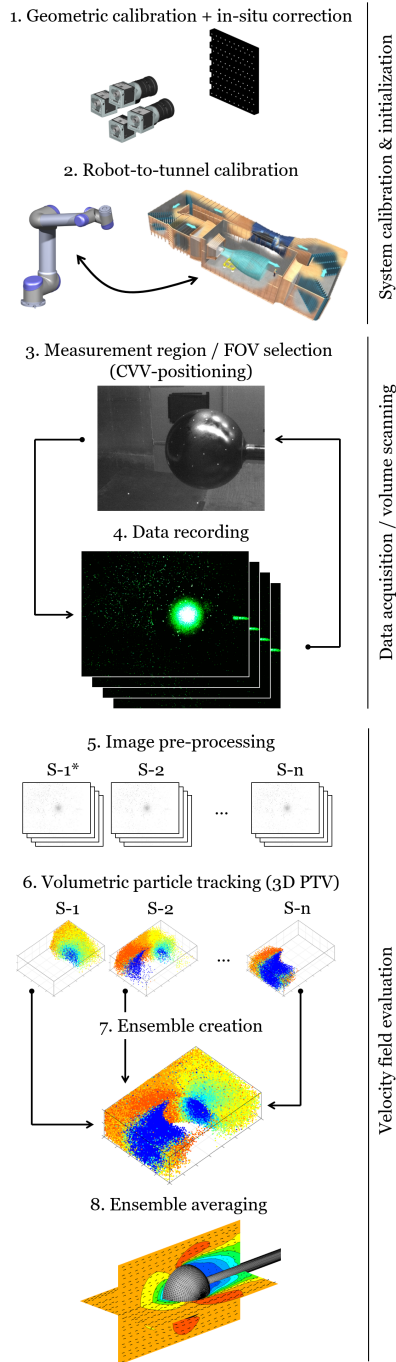 1. Geometric calibration + in-situ correction
2. Robot-to-tunnel calibration
System calibration & initialization
3. Measurement region / FOV selection
(CVV-positioning)
4. Data recording
Data acquisition / volume scanning
5. Image pre-processing
S-1*
S-2
...
S-n
6. Volumetric particle tracking (3D PTV)
S-1
S-2
...
S-n
7. Ensemble creation
8. Ensemble averaging
Velocity field evaluation